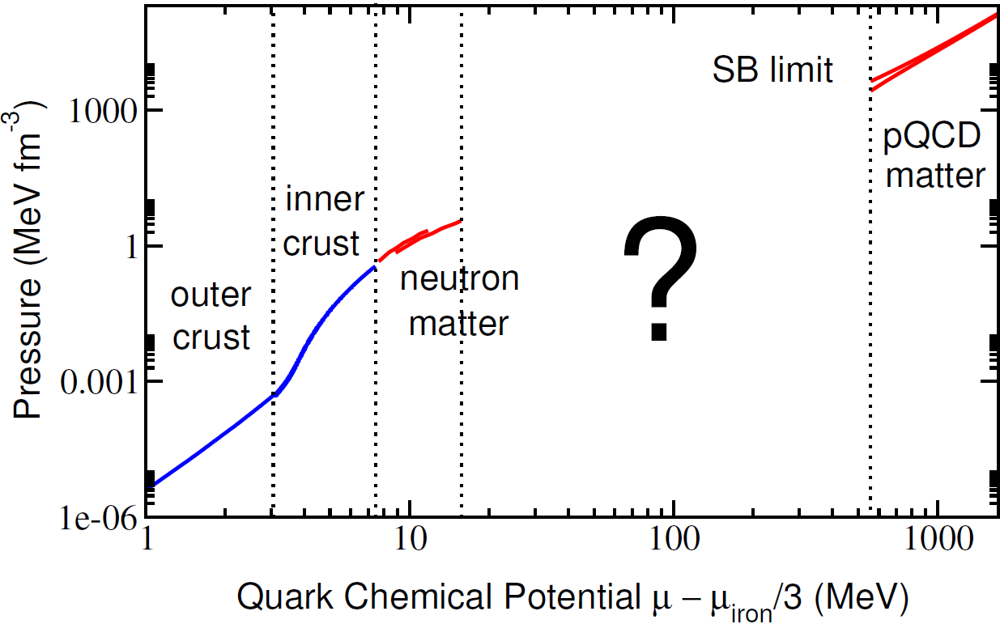 SB limit
1000
pQCD
matter
inner
crust
1
neutron
matter
?
outer
crust
0.001
1e-06
1
10
100
1000
Pressure (MeV fm⁻³)
Quark Chemical Potential μ – μiron/3 (MeV)